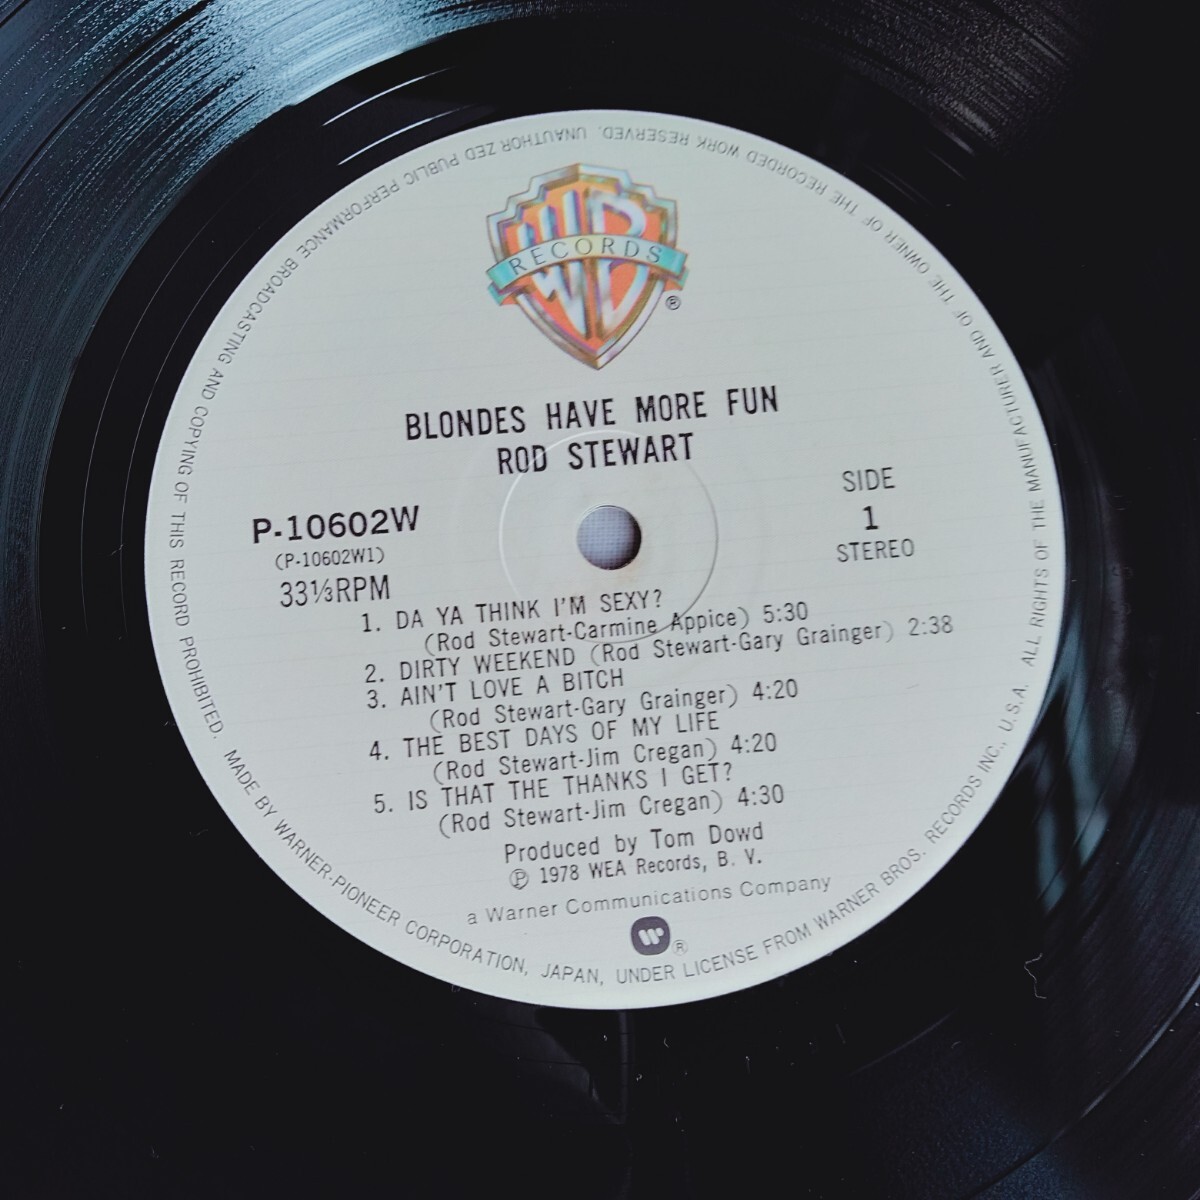 WB
RECORDS
®
BLONDES HAVE MORE FUN
ROD STEWART
P-10602W
(P-10602W1)
33⅓RPM
SIDE
1
STEREO
1. DA YA THINK I'M SEXY?
(Rod Stewart-Carmine Appice) 5:30
2. DIRTY WEEKEND (Rod Stewart-Gary Grainger) 2:38
3. AIN'T LOVE A BITCH
(Rod Stewart-Gary Grainger) 4:20
4. THE BEST DAYS OF MY LIFE
(Rod Stewart-Jim Cregan) 4:20
5. IS THAT THE THANKS I GET?
(Rod Stewart-Jim Cregan) 4:30
Produced by Tom Dowd
Ⓟ 1978 WEA Records, B. V.
a Warner Communications Company
®
MADE BY WARNER-PIONEER CORPORATION, JAPAN, UNDER LICENSE FROM WARNER BROS. RECORDS INC., U.S.A. ALL RIGHTS OF THE MANUFACTURER AND OF THE OWNER OF THE RECORDED WORK RESERVED. UNAUTHOR ZED PUBLIC PERFORMANCE BROADCASTING AND COPYING OF THIS RECORD PROHIBITED.